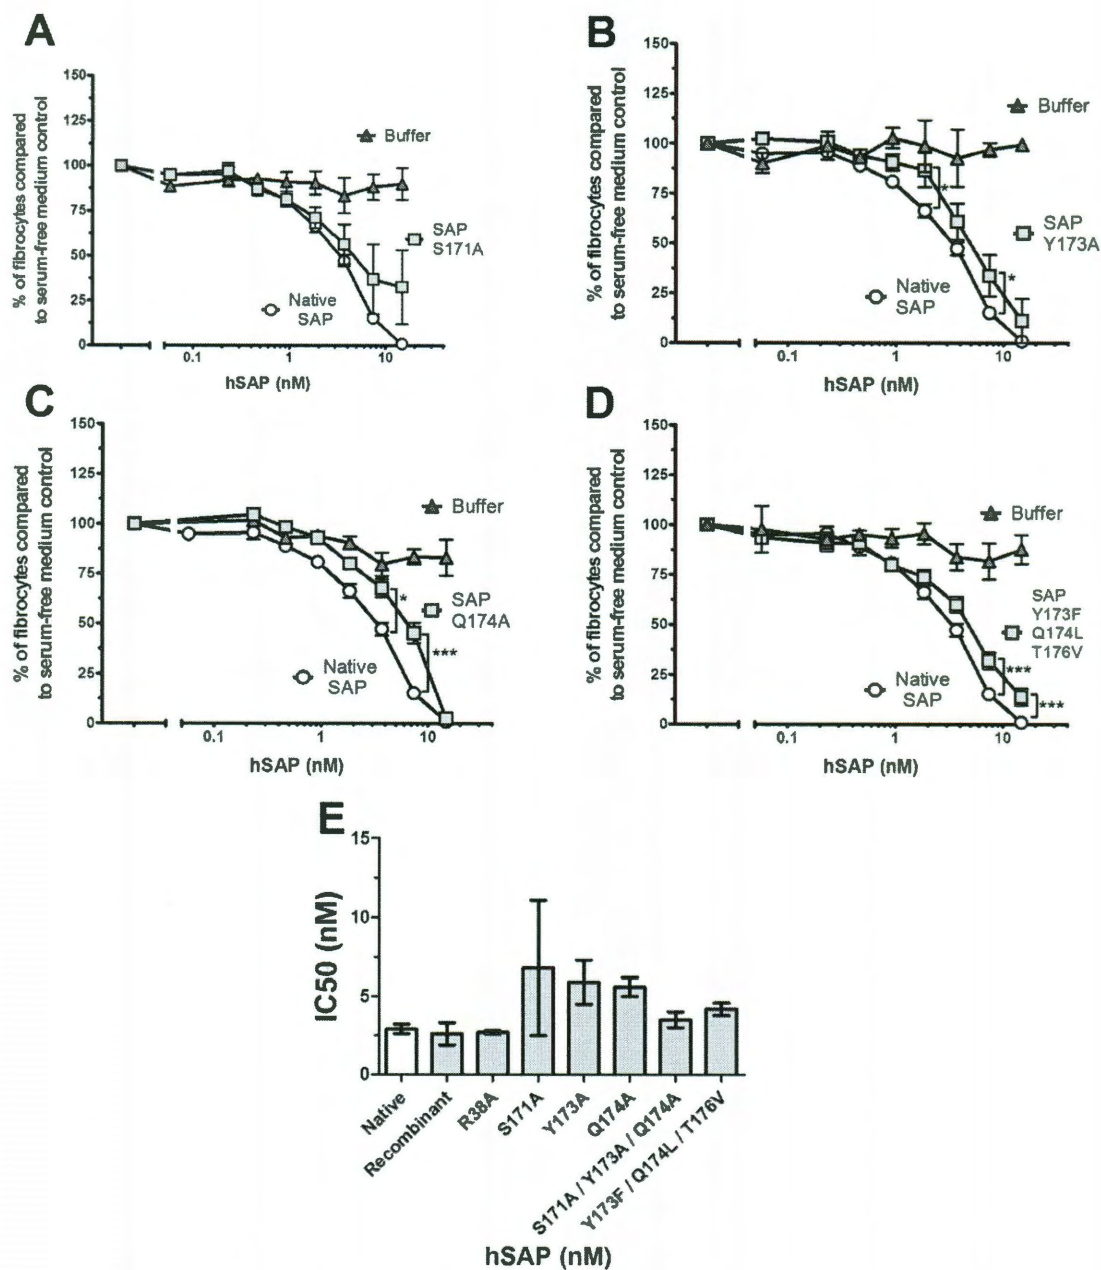 A
% of fibrocytes compared
to serum-free medium control
150
125
100
75
50
25
0
0.1
1
10
hSAP (nM)
Buffer
SAP
S171A
Native
SAP
B
% of fibrocytes compared
to serum-free medium control
150
125
100
75
50
25
0
0.1
1
10
hSAP (nM)
Buffer
*
SAP
Y173A
Native
SAP
*
C
% of fibrocytes compared
to serum-free medium control
150
125
100
75
50
25
0
0.1
1
10
hSAP (nM)
Buffer
*
SAP
Q174A
***
Native
SAP
D
% of fibrocytes compared
to serum-free medium control
150
125
100
75
50
25
0
0.1
1
10
hSAP (nM)
Buffer
SAP
Y173F
Q174L
T176V
***
Native
SAP
***
E
IC50 (nM)
15
10
5
0
Native
Recombinant
R38A
S171A
Y173A
Q174A
S171A / Y173A / Q174A
Y173F / Q174L / T176V
hSAP (nM)